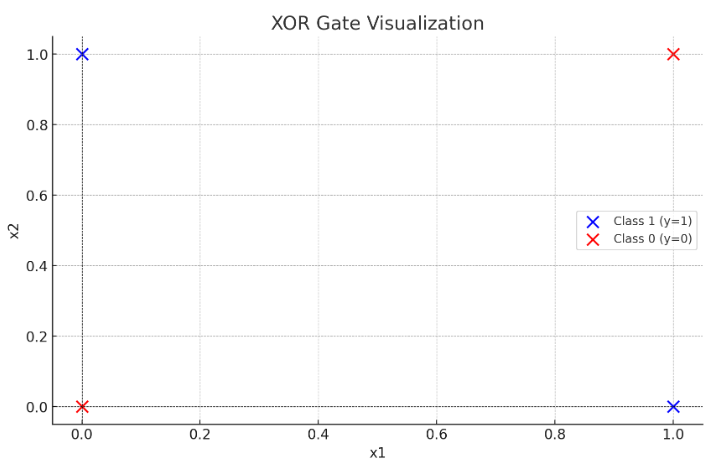 XOR Gate Visualization
1.0
0.8
0.6
0.4
0.2
0.0
x2
Class 1 (y=1)
Class 0 (y=0)
0.0 0.2 0.4 0.6 0.8 1.0
x1